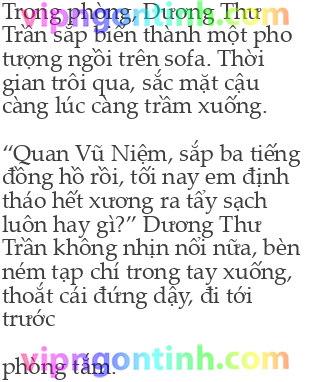 Trong phòng, Dương Thư
Trần sắp biến thành một pho
tượng ngồi trên sofa. Thời
gian trôi qua, sắc mặt cậu
càng lúc càng trầm xuống.

“Quan Vũ Niệm, sắp ba tiếng
đồng hồ rồi, tối nay em định
tháo hết xương ra tẩy sạch
luôn hay gì?” Dương Thư
Trần không nhịn nổi nữa, bèn
ném tạp chí trong tay xuống,
thoắt cái đứng dậy, đi tới
trước

phòng tắm.
vipngontinh.com
vipngontinh.com